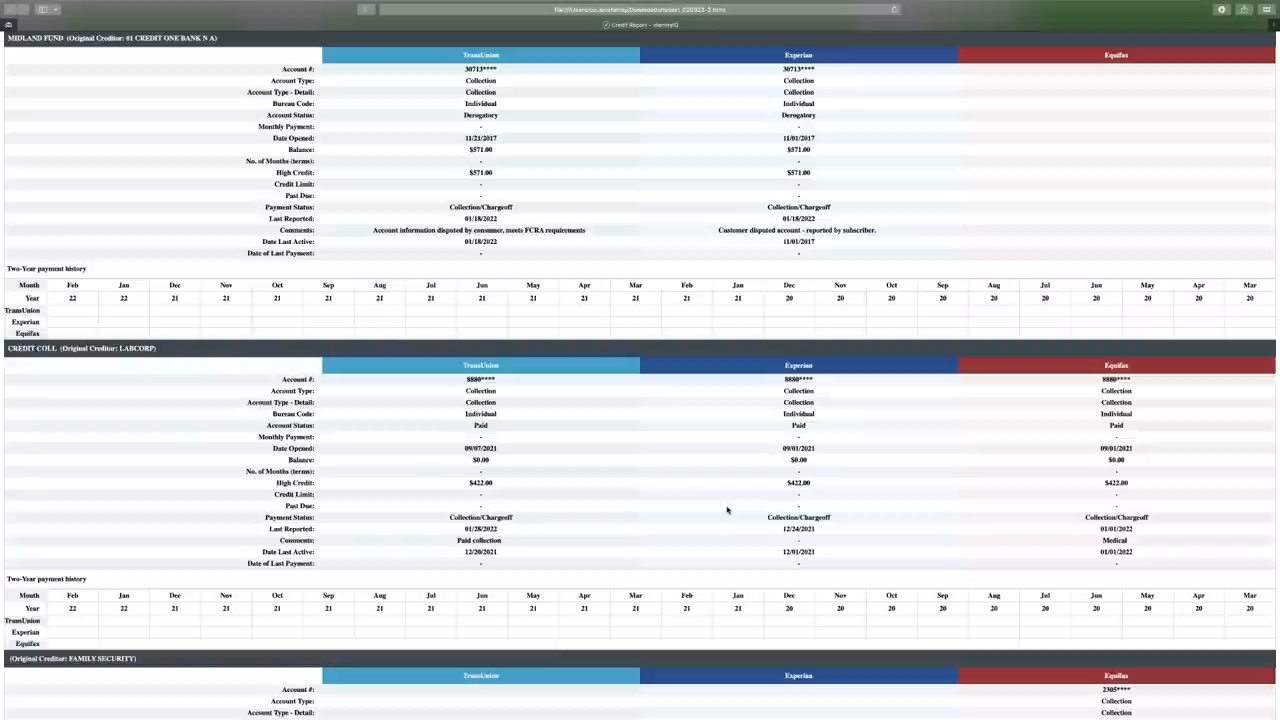 Credit Report - IdentityIQ
MIDLAND FUND (Original Creditor: 01 CREDIT ONE BANK N A)
TransUnion Experian Equifax
Account #: 30713**** 30713****
Account Type: Collection Collection
Account Type - Detail: Collection Collection
Bureau Code: Individual Individual
Account Status: Derogatory Derogatory
Monthly Payment: - -
Date Opened: 11/21/2017 11/01/2017
Balance: $571.00 $571.00
No. of Months (terms): - -
High Credit: $571.00 $571.00
Credit Limit: - -
Past Due: - -
Payment Status: Collection/Chargeoff Collection/Chargeoff
Last Reported: 01/18/2022 01/18/2022
Comments: Account information disputed by consumer, meets FCRA requirements Customer disputed account - reported by subscriber.
Date Last Active: 01/18/2022 11/01/2017
Date of Last Payment: - -
Two-Year payment history
Month Feb Jan Dec Nov Oct Sep Aug Jul Jun May Apr Mar Feb Jan Dec Nov Oct Sep Aug Jul Jun May Apr Mar
Year 22 22 21 21 21 21 21 21 21 21 21 21 21 21 20 20 20 20 20 20 20 20 20 20
TransUnion
Experian
Equifax
CREDIT COLL (Original Creditor: LABCORP)
TransUnion Experian Equifax
Account #: 8880**** 8880**** 8880****
Account Type: Collection Collection Collection
Account Type - Detail: Collection Collection Collection
Bureau Code: Individual Individual Individual
Account Status: Paid Paid Paid
Monthly Payment: - - -
Date Opened: 09/07/2021 09/01/2021 09/01/2021
Balance: $0.00 $0.00 $0.00
No. of Months (terms): - - -
High Credit: $422.00 $422.00 $422.00
Credit Limit: - - -
Past Due: - - -
Payment Status: Collection/Chargeoff Collection/Chargeoff Collection/Chargeoff
Last Reported: 01/28/2022 12/24/2021 01/01/2022
Comments: Paid collection - Medical
Date Last Active: 12/20/2021 12/01/2021 01/01/2022
Date of Last Payment: - - -
Two-Year payment history
Month Feb Jan Dec Nov Oct Sep Aug Jul Jun May Apr Mar Feb Jan Dec Nov Oct Sep Aug Jul Jun May Apr Mar
Year 22 22 21 21 21 21 21 21 21 21 21 21 21 21 20 20 20 20 20 20 20 20 20 20
TransUnion
Experian
Equifax
(Original Creditor: FAMILY SECURITY)
TransUnion Experian Equifax
Account #: 2305****
Account Type: Collection
Account Type - Detail: Collection